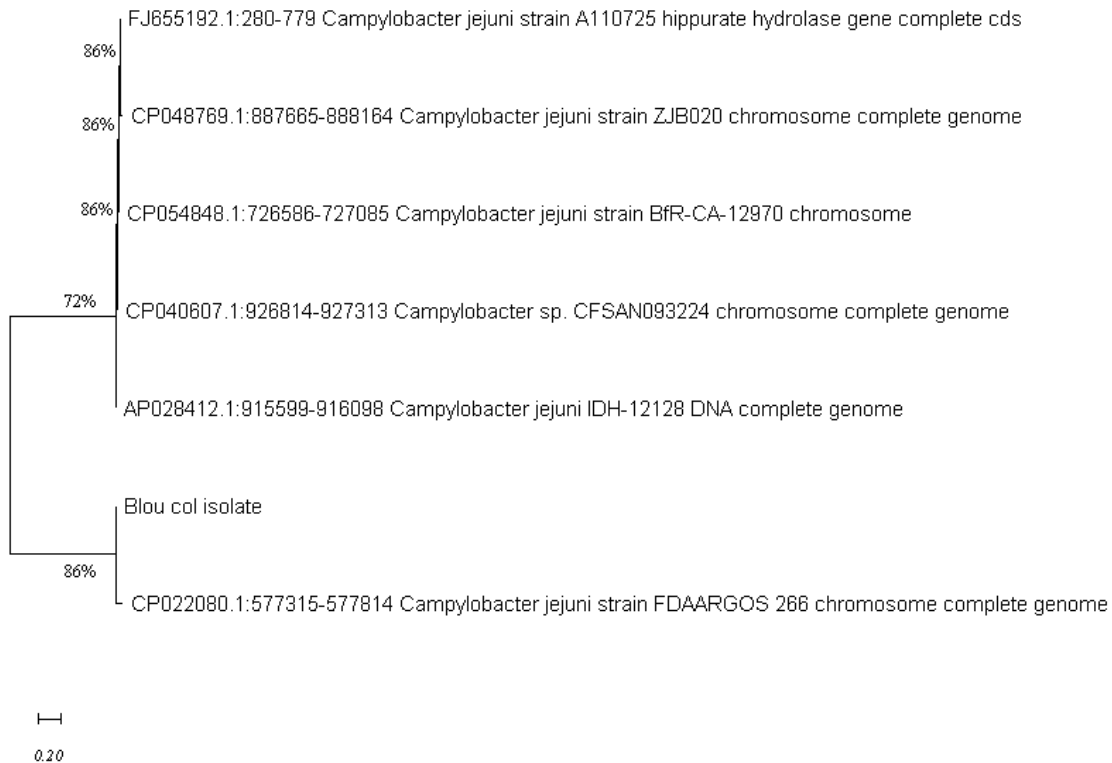 FJ655192.1:280-779 Campylobacter jejuni strain A110725 hippurate hydrolase gene complete cds
86%
CP048769.1:887665-888164 Campylobacter jejuni strain ZJB020 chromosome complete genome
86%
CP054848.1:726586-727085 Campylobacter jejuni strain BfR-CA-12970 chromosome
86%
72%
CP040607.1:926814-927313 Campylobacter sp. CFSAN093224 chromosome complete genome
AP028412.1:915599-916098 Campylobacter jejuni IDH-12128 DNA complete genome
Blou col isolate
86%
CP022080.1:577315-577814 Campylobacter jejuni strain FDAARGOS 266 chromosome complete genome
0.20